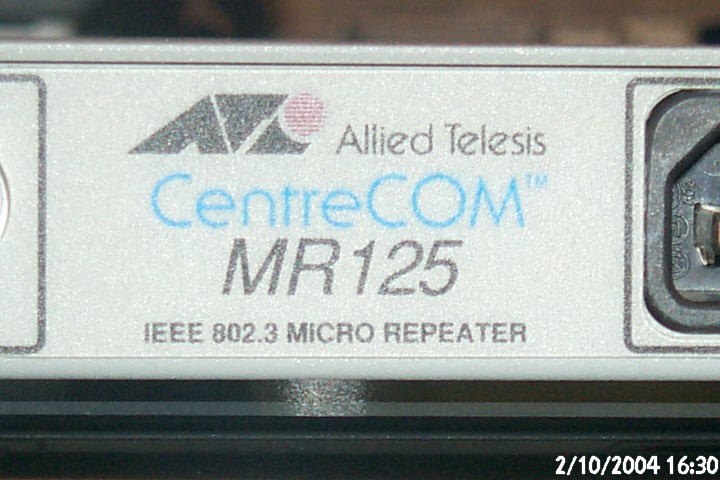 Allied Telesis
CentreCOM™
MR125
IEEE 802.3 MICRO REPEATER
2/10/2004 16:30